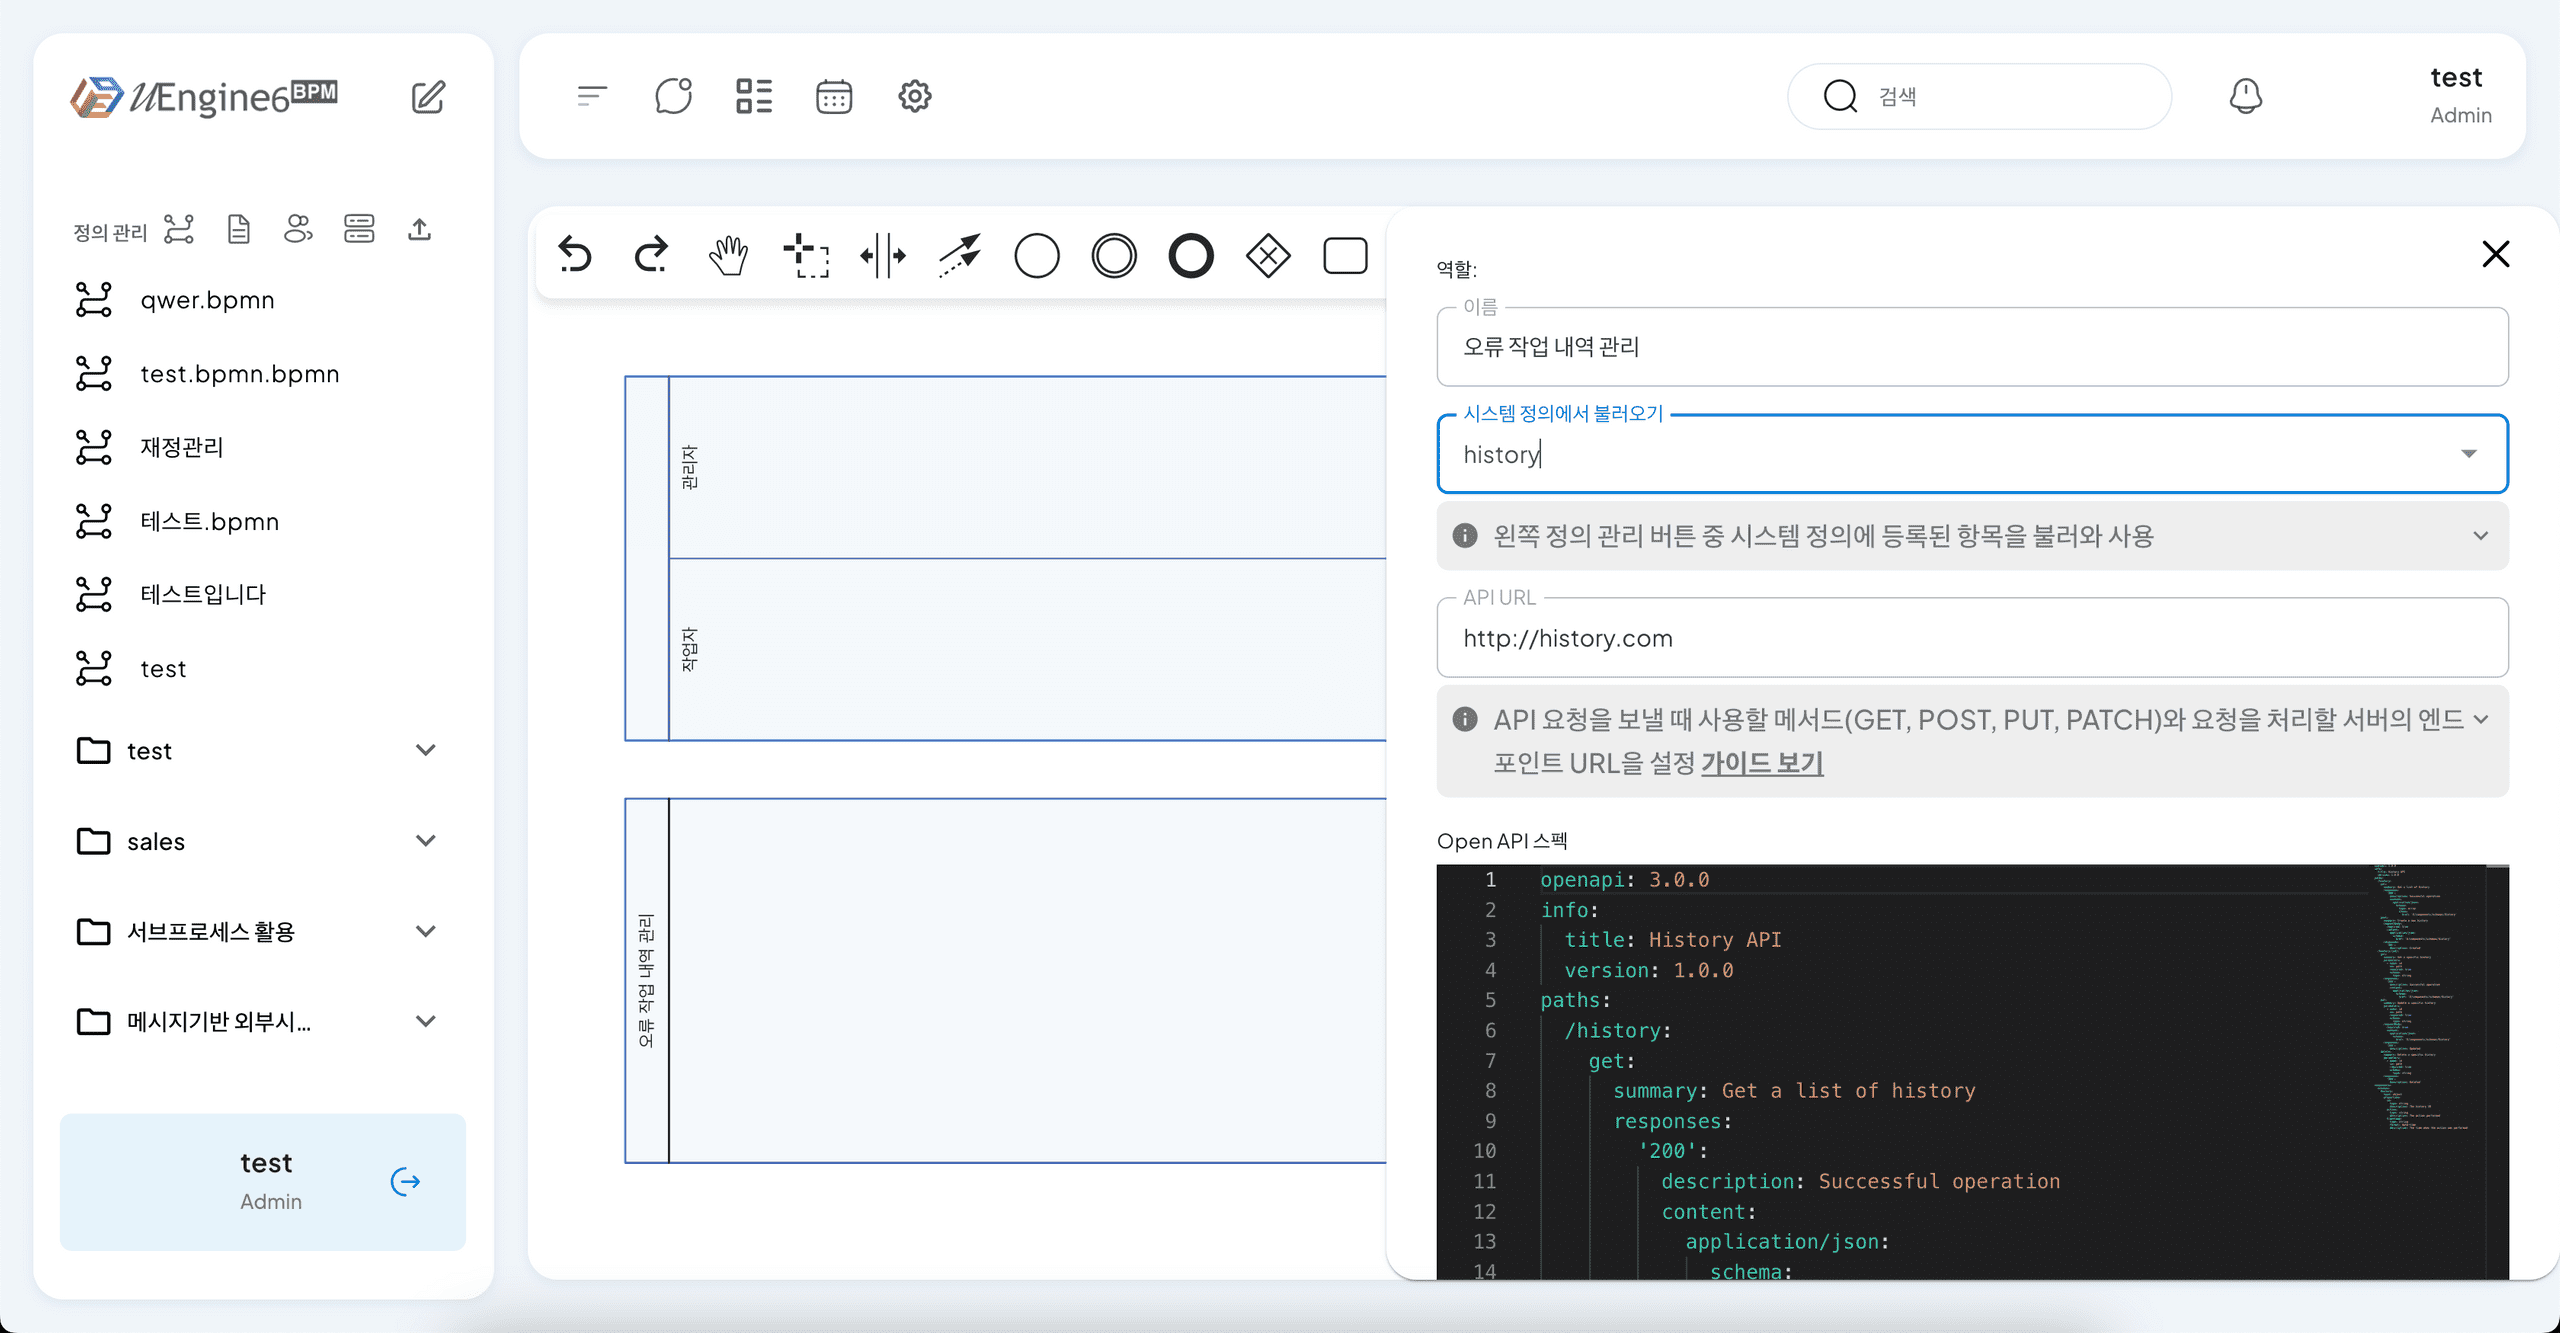 UEngine6 BPM
검색
test
Admin
정의 관리
qwer.bpmn
test.bpmn.bpmn
재정관리
테스트.bpmn
테스트입니다
test
test
sales
서브프로세스 활용
메시지기반 외부시...
test
Admin
관리자
작업자
오류 작업 내역 관리
역할:
이름
오류 작업 내역 관리
시스템 정의에서 불러오기
history
왼쪽 정의 관리 버튼 중 시스템 정의에 등록된 항목을 불러와 사용
API URL
http://history.com
API 요청을 보낼 때 사용할 메서드(GET, POST, PUT, PATCH)와 요청을 처리할 서버의 엔드
포인트 URL을 설정 가이드 보기
Open API 스펙
1 openapi: 3.0.0
2 info:
3 title: History API
4 version: 1.0.0
5 paths:
6 /history:
7 get:
8 summary: Get a list of history
9 responses:
10 '200':
11 description: Successful operation
12 content:
13 application/json:
14 schema: